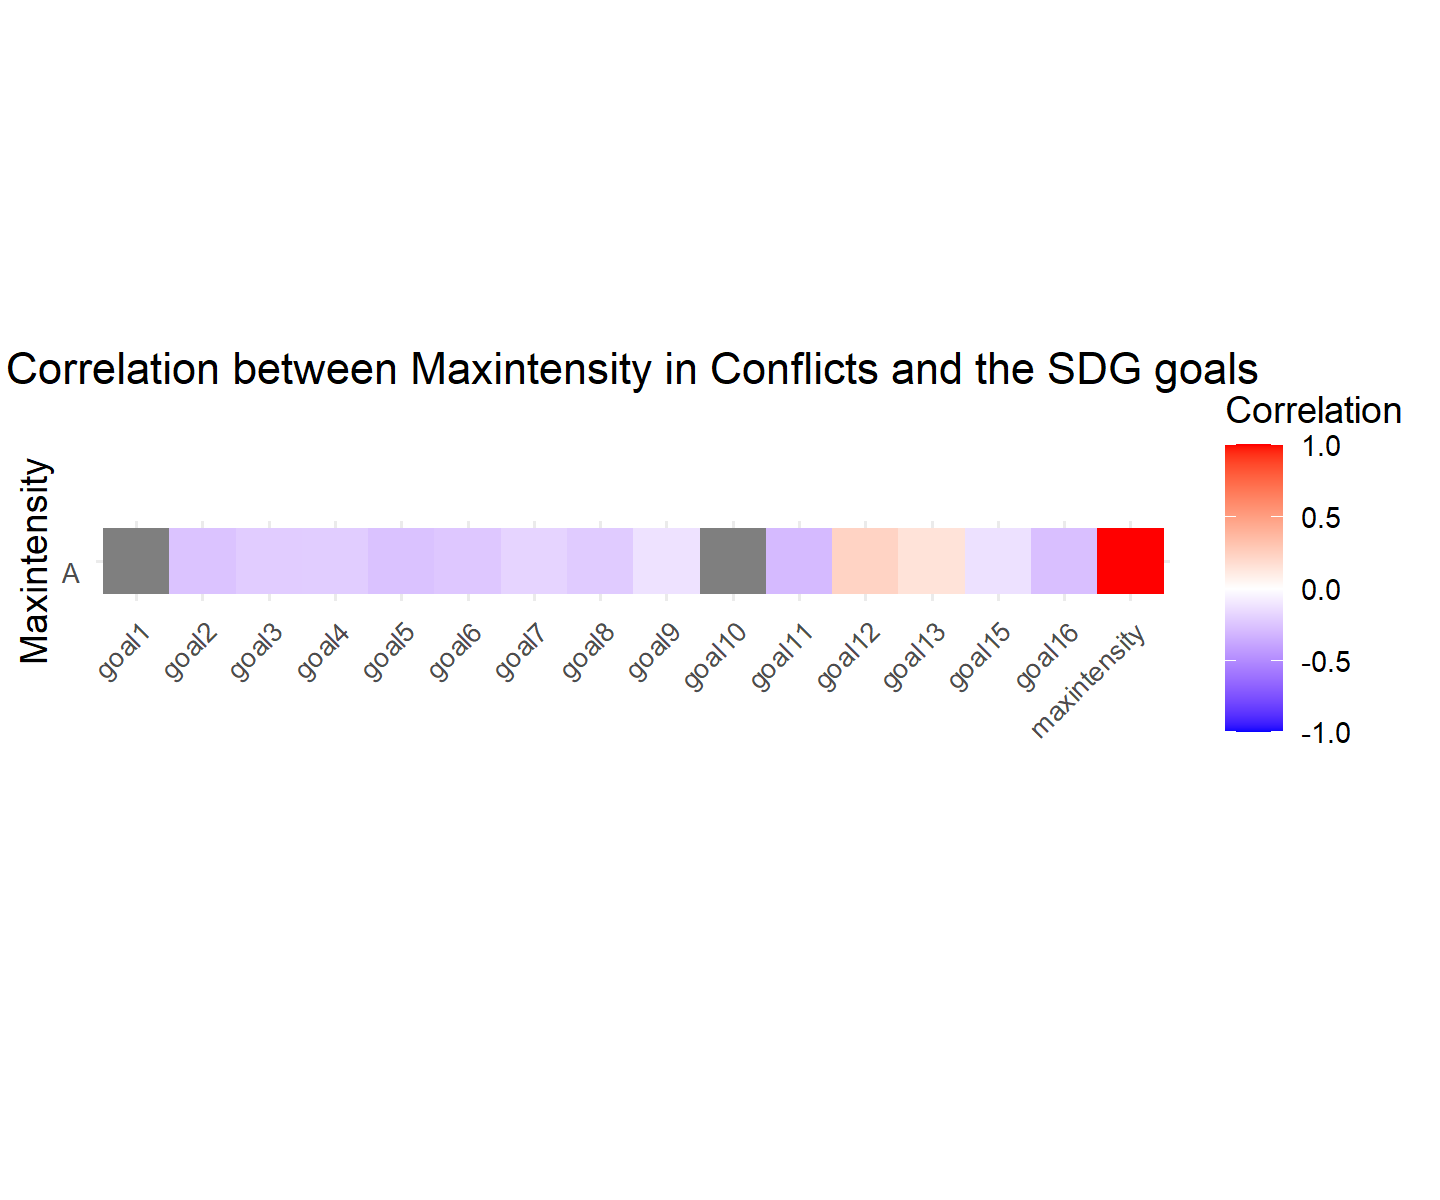 Correlation between Maxintensity in Conflicts and the SDG goals
Correlation
1.0
0.5
0.0
-0.5
-1.0
Maxintensity
A
goal1
goal2
goal3
goal4
goal5
goal6
goal7
goal8
goal9
goal10
goal11
goal12
goal13
goal15
goal16
maxintensity